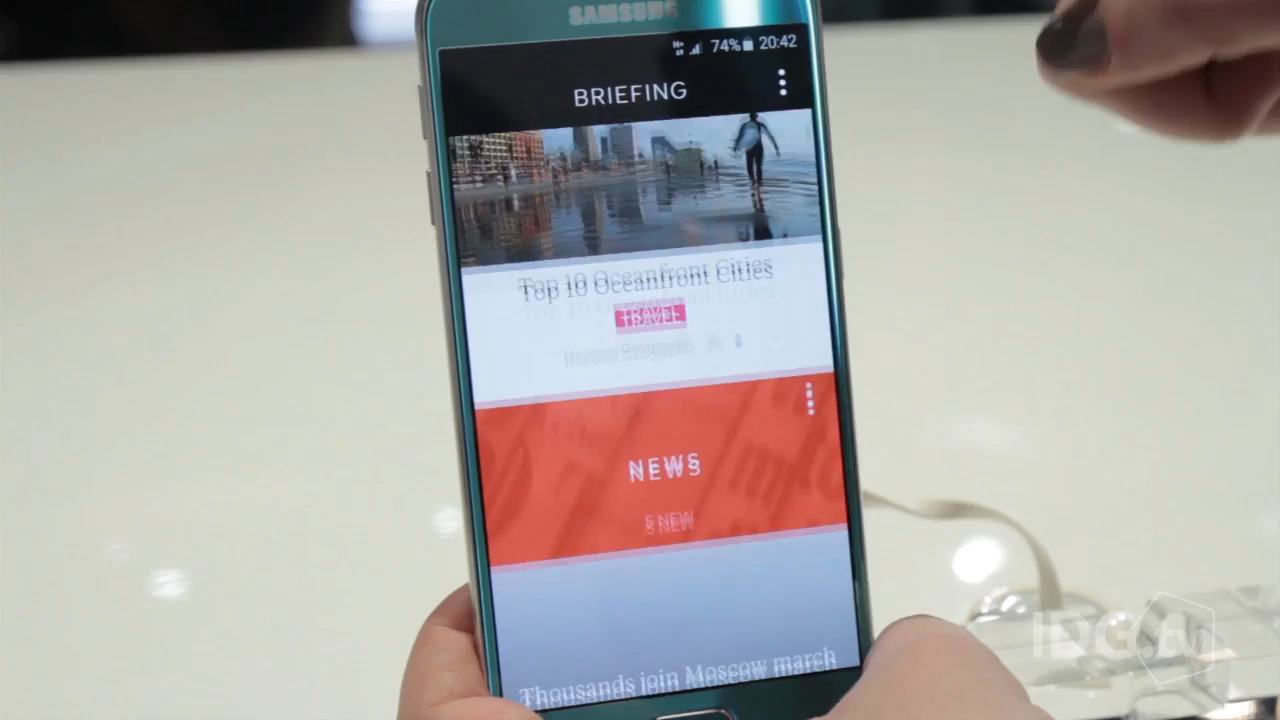 SAMSUNG
74% 20:42
BRIEFING
Top 10 Oceanfront Cities
TRAVEL
NEWS
5 NEW
Thousands join Moscow march
IDG.tv